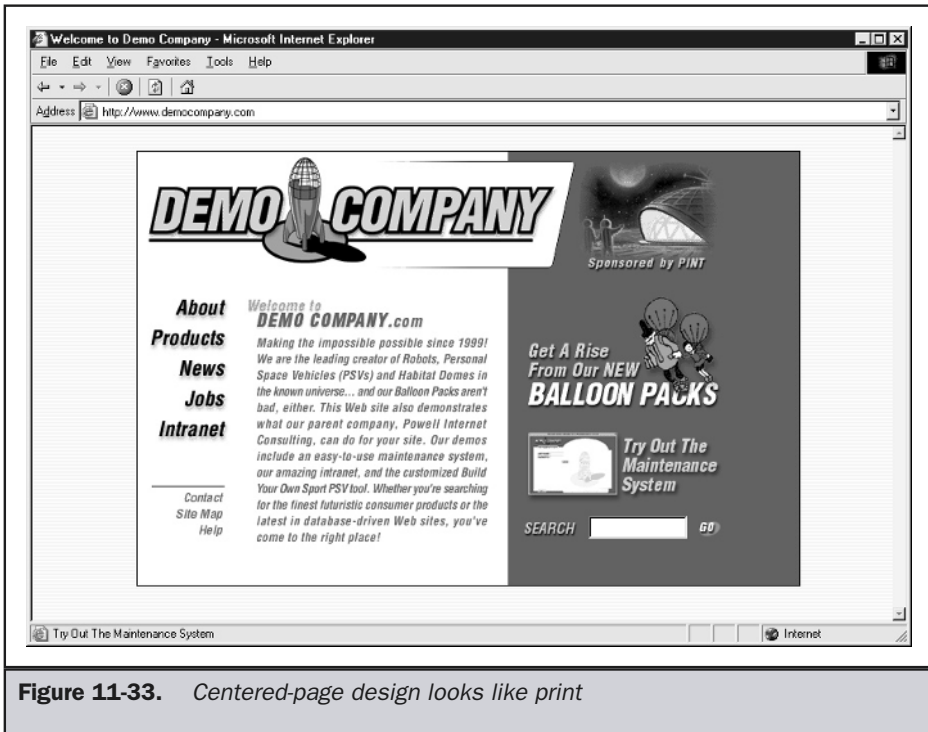 Welcome to Demo Company - Microsoft Internet Explorer
File Edit View Favorites Tools Help
Address http://www.democompany.com
DEMO COMPANY
Sponsored by PINT
About
Products
News
Jobs
Intranet
Contact
Site Map
Help
Welcome to
DEMO COMPANY.com
Making the impossible possible since 1999!
We are the leading creator of Robots, Personal
Space Vehicles (PSVs) and Habitat Domes in
the known universe... and our Balloon Packs aren't
bad, either. This Web site also demonstrates
what our parent company, Powell Internet
Consulting, can do for your site. Our demos
include an easy-to-use maintenance system,
our amazing intranet, and the customized Build
Your Own Sport PSV tool. Whether you're searching
for the finest futuristic consumer products or the
latest in database-driven Web sites, you've
come to the right place!
Get A Rise
From Our NEW
BALLOON PACKS
Try Out The
Maintenance
System
SEARCH GO
Try Out The Maintenance System
Internet
Figure 11-33. Centered-page design looks like print